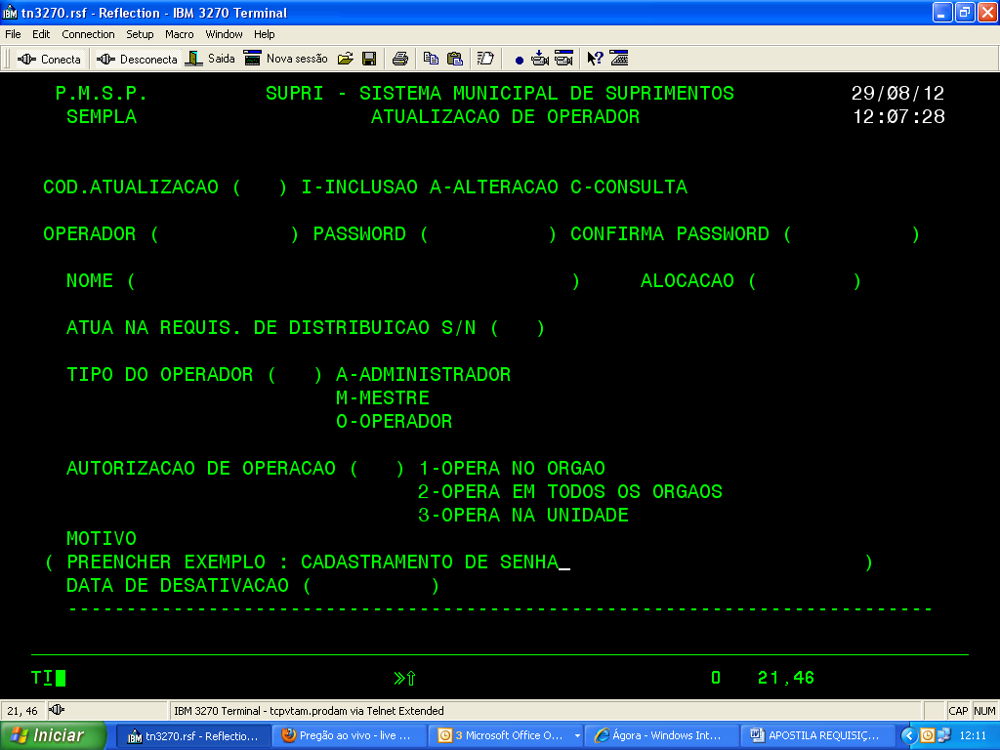 tn3270.rsf - Reflection - IBM 3270 Terminal
File Edit Connection Setup Macro Window Help
Conecta Desconecta Saida Nova sessão
P.M.S.P. SUPRI - SISTEMA MUNICIPAL DE SUPRIMENTOS 29/08/12
SEMPLA ATUALIZACAO DE OPERADOR 12:07:28
COD.ATUALIZACAO ( ) I-INCLUSAO A-ALTERACAO C-CONSULTA
OPERADOR ( ) PASSWORD ( ) CONFIRMA PASSWORD ( )
NOME ( ) ALOCACAO ( )
ATUA NA REQUIS. DE DISTRIBUICAO S/N ( )
TIPO DO OPERADOR ( ) A-ADMINISTRADOR
M-MESTRE
O-OPERADOR
AUTORIZACAO DE OPERACAO ( ) 1-OPERA NO ORGAO
2-OPERA EM TODOS OS ORGAOS
3-OPERA NA UNIDADE
MOTIVO
( PREENCHER EXEMPLO : CADASTRAMENTO DE SENHA_ )
DATA DE DESATIVACAO ( )
--------------------------------------------------------------------------
TI »⇧ O 21,46
21, 46 IBM 3270 Terminal - tcpvtam.prodam via Telnet Extended CAP NUM
Iniciar tn3270.rsf - Reflectio... Pregão ao vivo - live ... 3 Microsoft Office O... Ágora - Windows Int... APOSTILA REQUISIÇ... 12:11